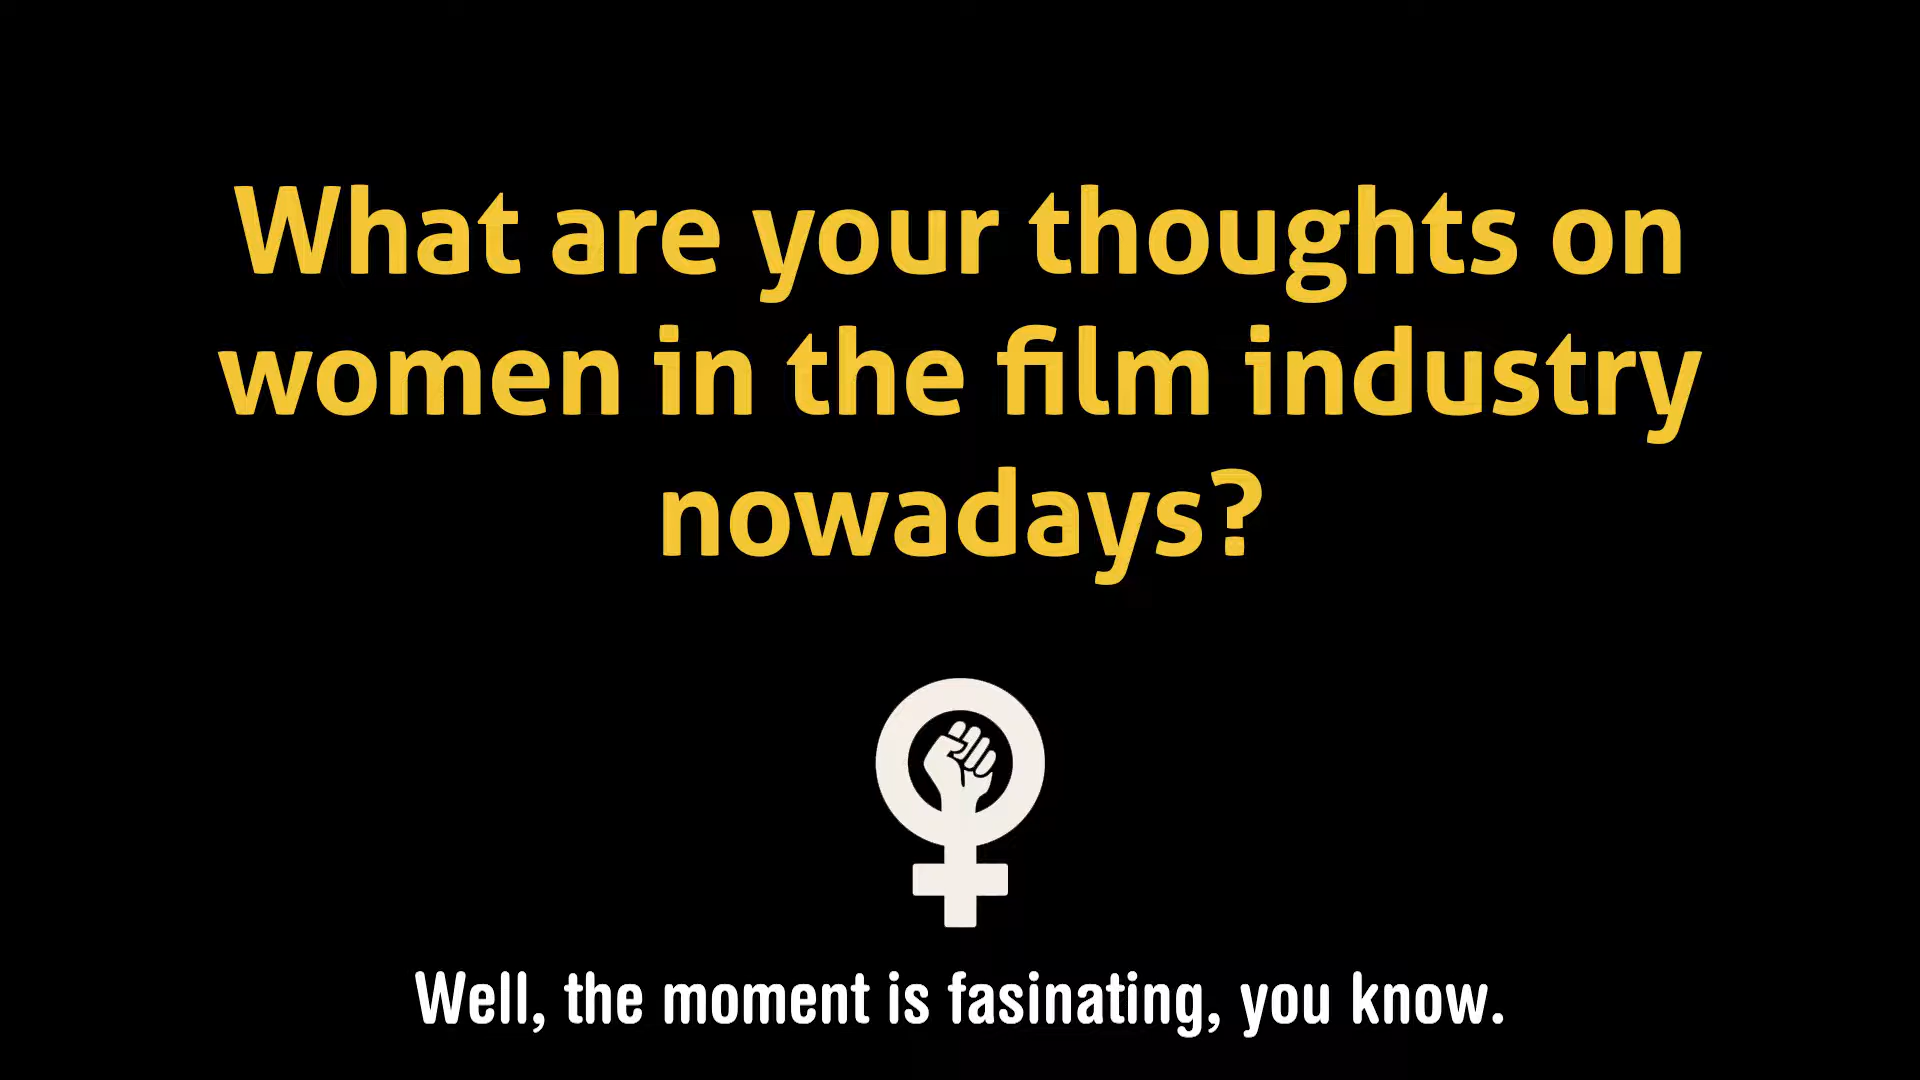 What are your thoughts on
women in the film industry
nowadays?
Well, the moment is fasinating, you know.